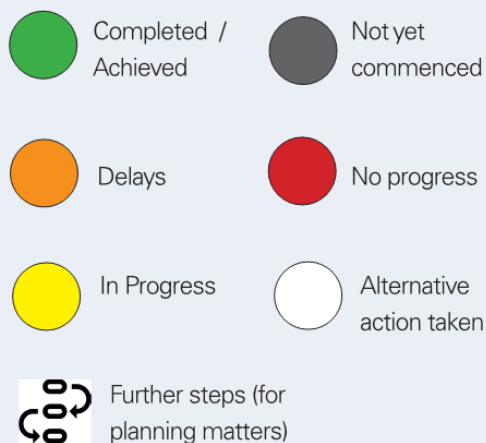 Completed /
Achieved
Not yet
commenced
Delays
No progress
In Progress
Alternative
action taken
Further steps (for
planning matters)